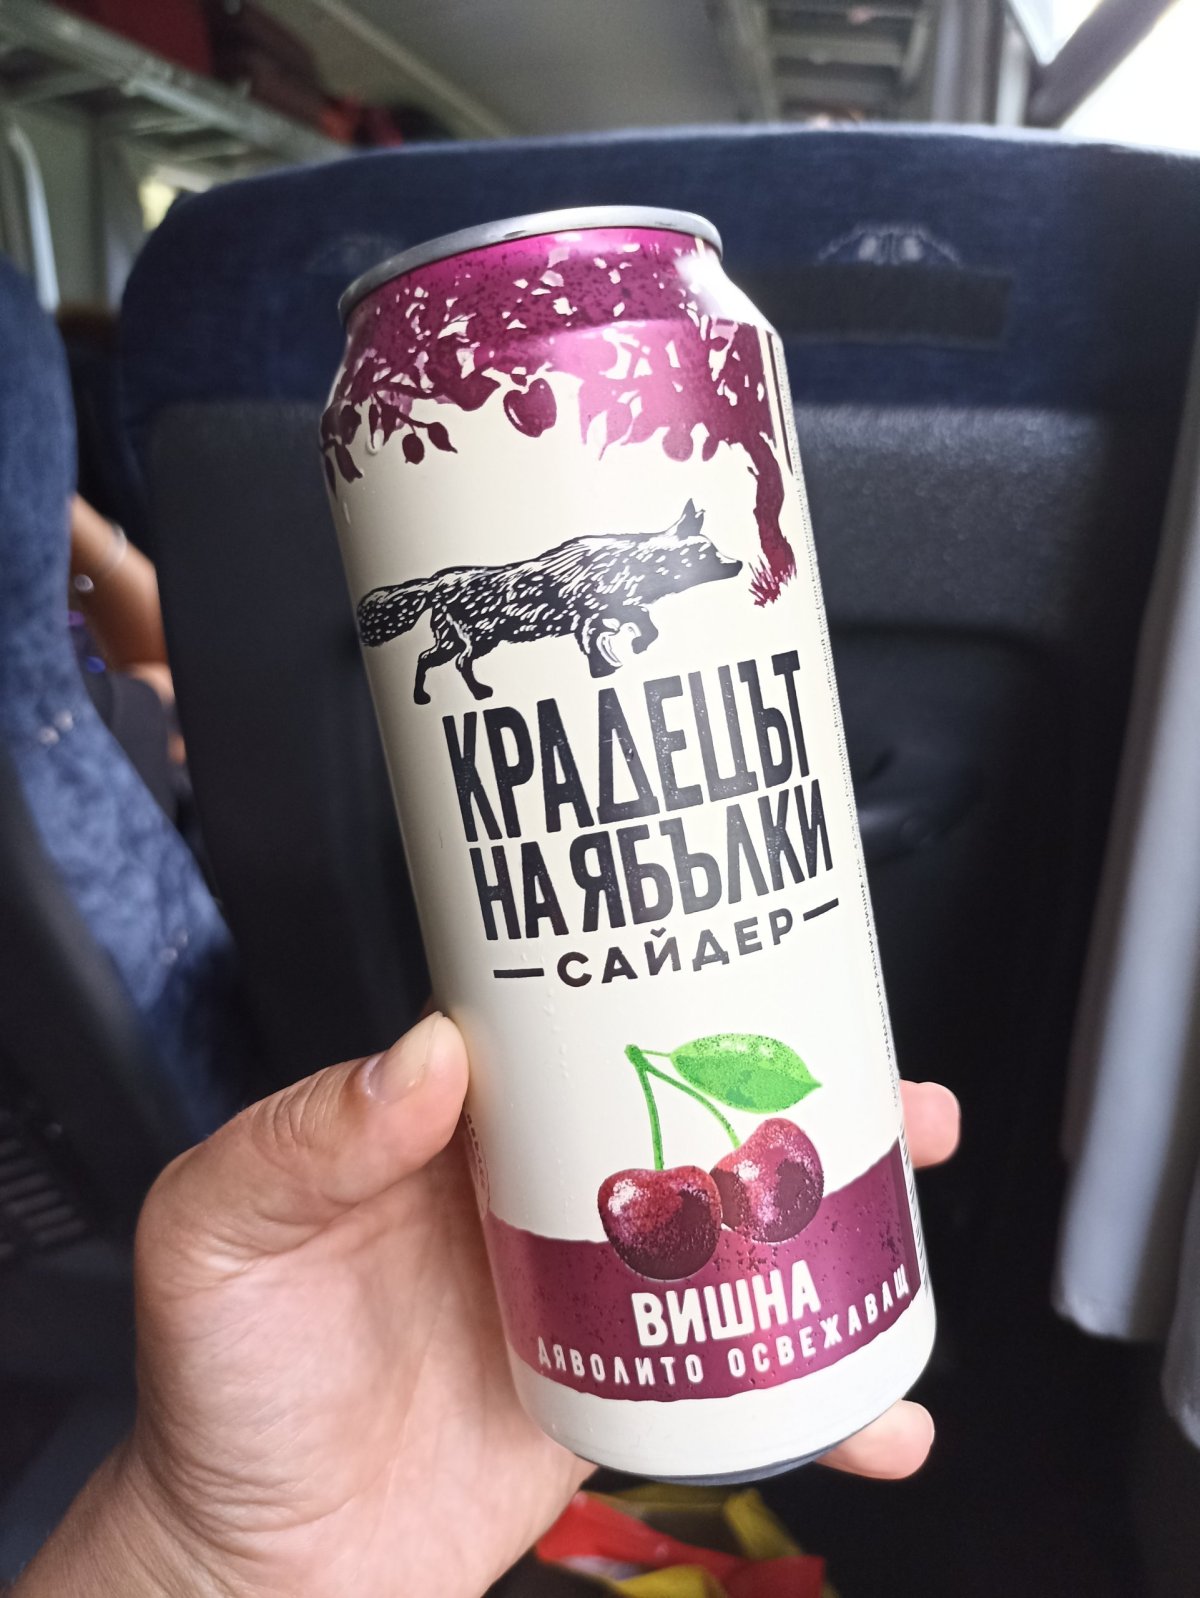 КРАДЕЦЪТ
НА ЯБЪЛКИ
САЙДЕР
ВИШНА
ДЯВОЛИТО ОСВЕЖАВАЩ